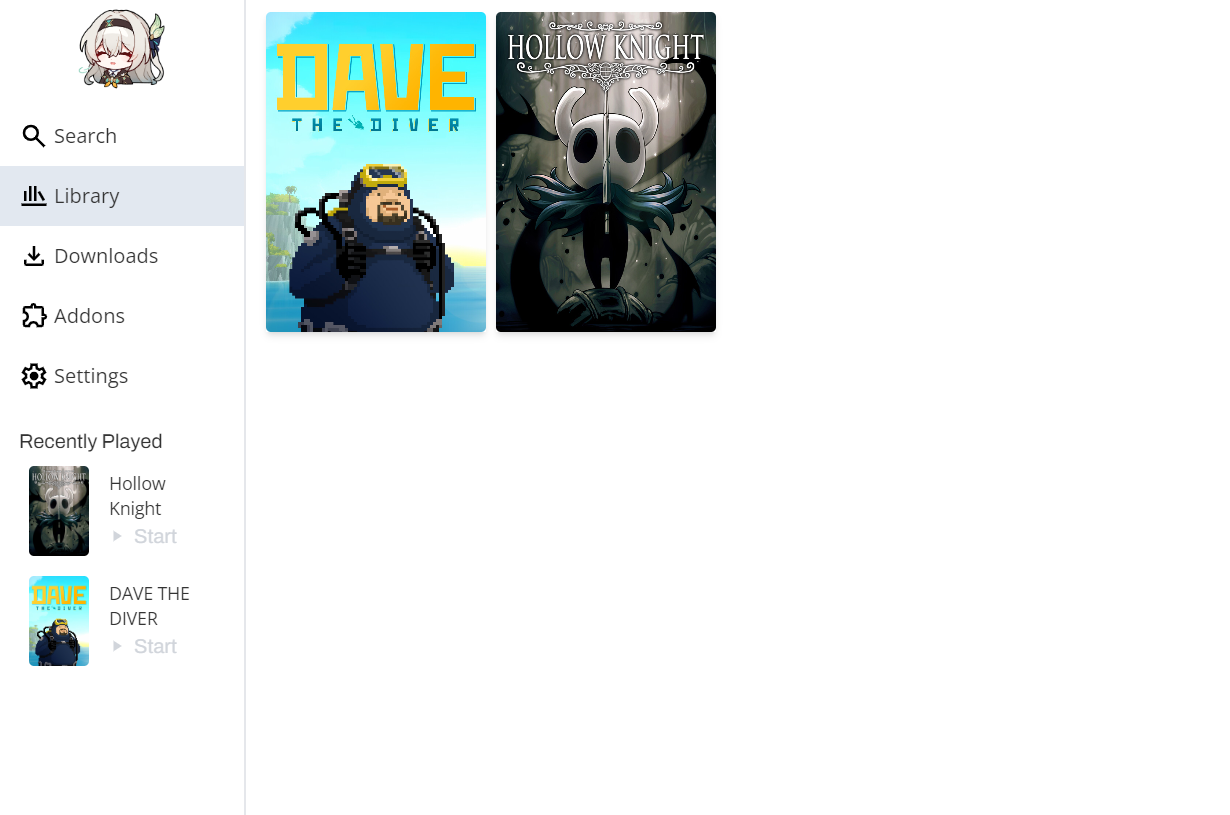 Search
Library
Downloads
Addons
Settings
Recently Played
Hollow
Knight
Start
DAVE THE
DIVER
Start
DAVE
THE DIVER
HOLLOW KNIGHT
HOLLOW KNIGHT
DAVE
THE DIVER